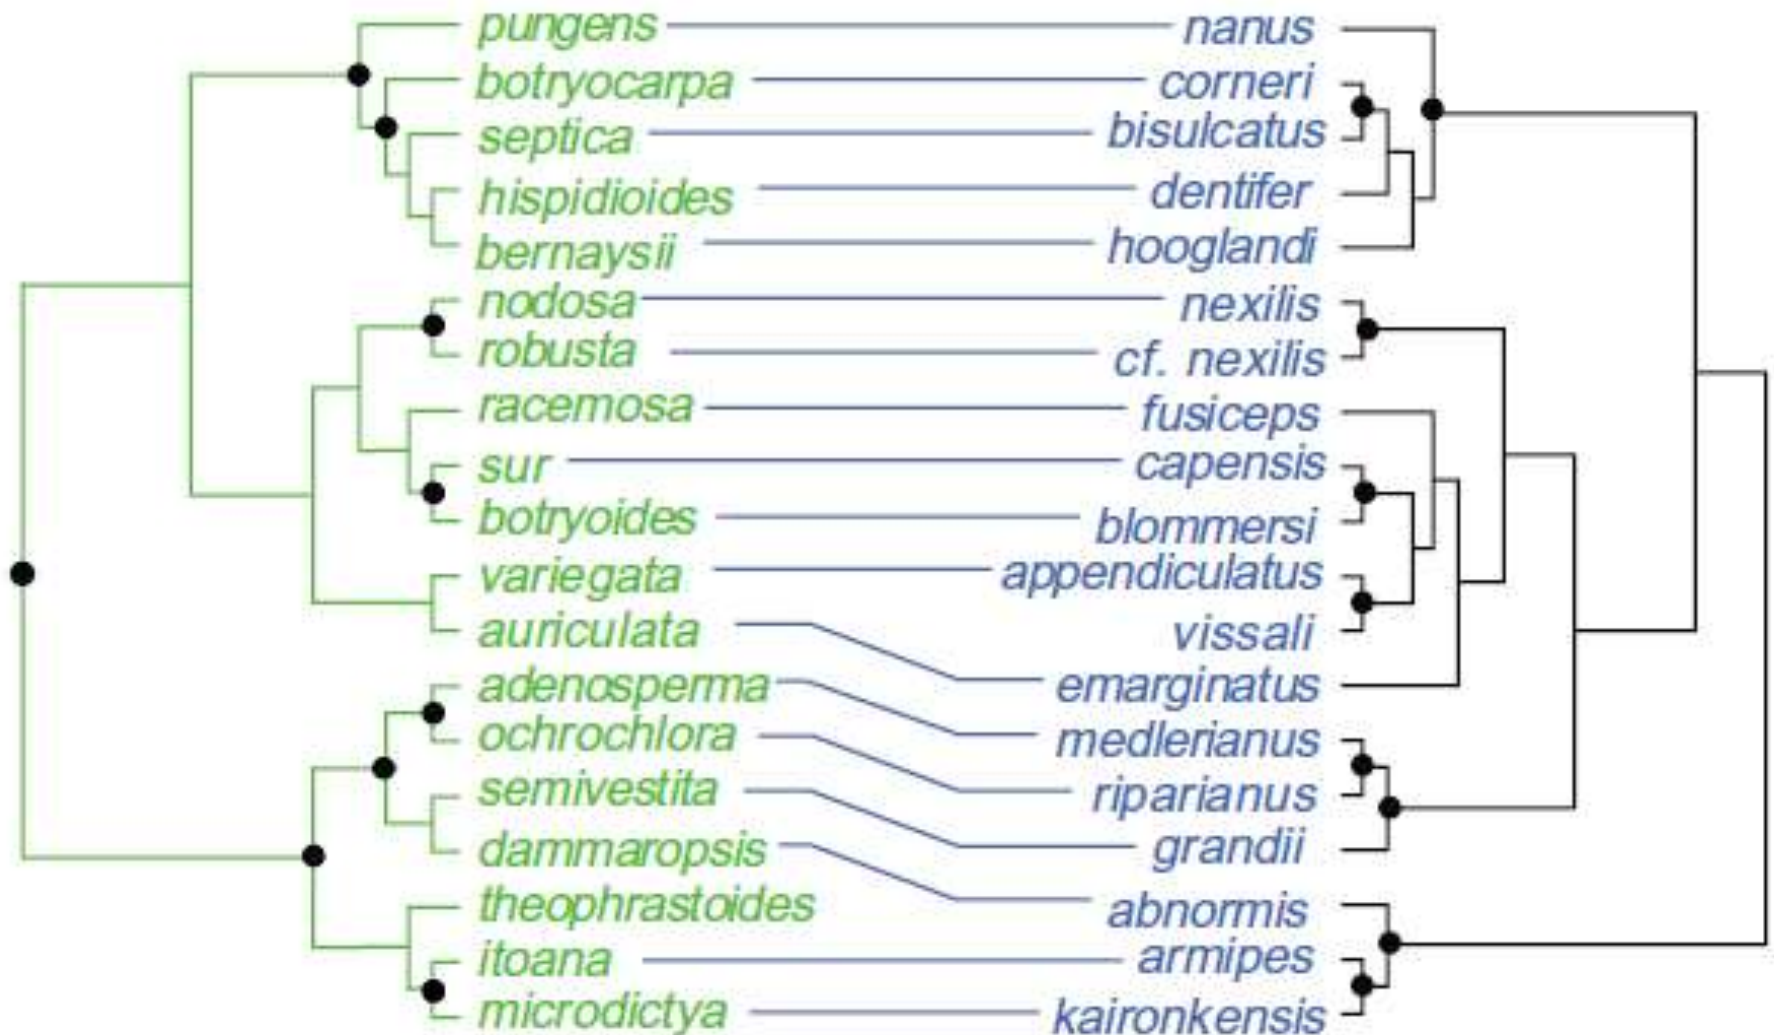 pungens nanus
botryocarpa corneri
septica bisulcatus
hispidioides dentifer
bernaysii hooglandi
nodosa nexilis
robusta cf. nexilis
racemosa fusiceps
sur capensis
botryoides blommersi
variegata appendiculatus
auriculata vissali
emarginatus
adenosperma medlerianus
ochrochlora riparianus
semivestita grandii
dammaropsis abnormis
theophrastoides
itoana armipes
microdictya kaironkensis